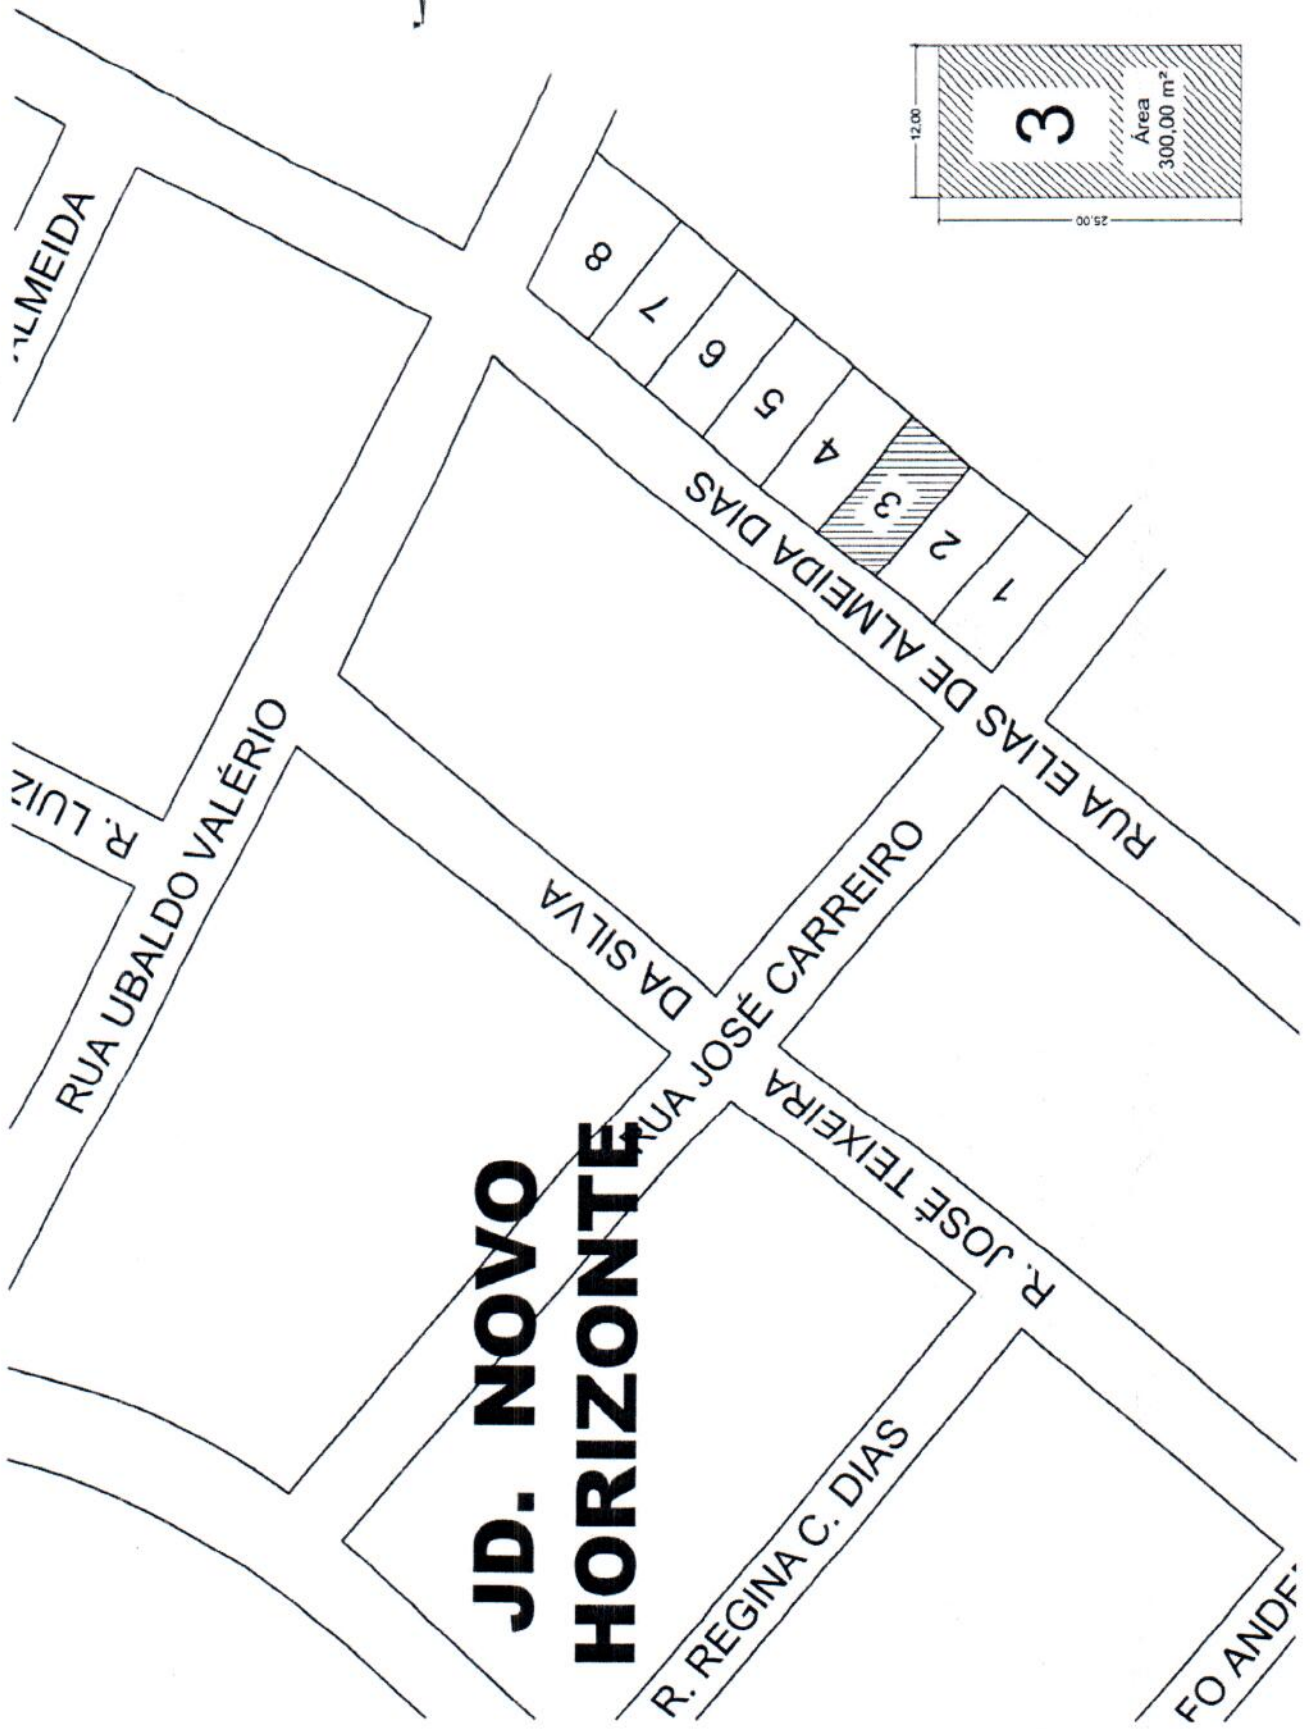 ALMEIDA
R. LUIZ
RUA UBALDO VALÉRIO
8
7
6
5
4
3
2
1
RUA ELIAS DE ALMEIDA DIAS
12,00
25.00
3
Área
300,00 m²
DA SILVA
RUA JOSÉ CARREIRO
R. JOSÉ TEIXEIRA
JD. NOVO
HORIZONTE
R. REGINA C. DIAS
FO ANDE